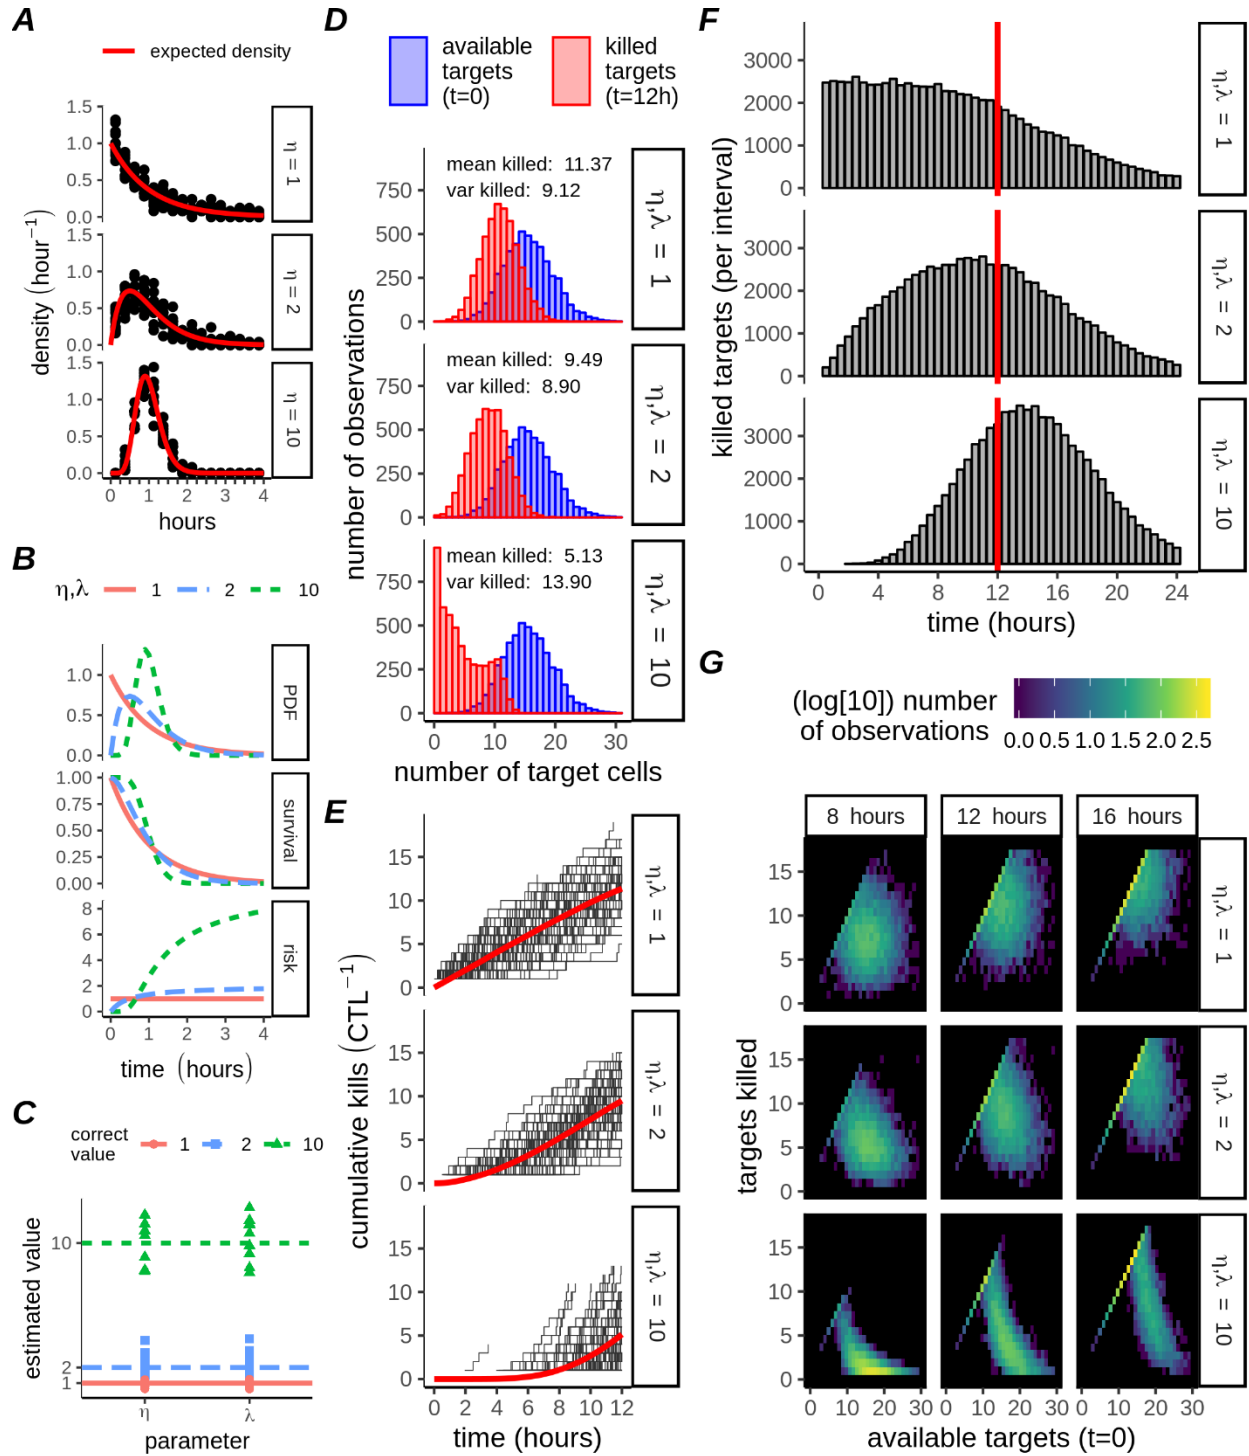 A
expected density
1.5
1.0
0.5
0.0
η = 1
1.5
1.0
0.5
0.0
η = 2
1.5
1.0
0.5
0.0
η = 10
density (hour⁻¹)
0 1 2 3 4
hours
B
η,λ 1 2 10
1.0
0.5
0.0
PDF
1.00
0.75
0.50
0.25
0.00
survival
8
6
4
2
0
risk
0 1 2 3 4
time (hours)
C
correct
value
1 2 10
10
2
1
estimated value
η λ
parameter
D
available
targets
(t=0)
killed
targets
(t=12h)
mean killed: 11.37
var killed: 9.12
750
500
250
0
η,λ = 1
mean killed: 9.49
var killed: 8.90
750
500
250
0
η,λ = 2
mean killed: 5.13
var killed: 13.90
750
500
250
0
η,λ = 10
number of observations
0 10 20 30
number of target cells
E
15
10
5
0
η,λ = 1
15
10
5
0
η,λ = 2
15
10
5
0
η,λ = 10
cumulative kills (CTL⁻¹)
0 2 4 6 8 10 12
time (hours)
F
3000
2000
1000
0
η,λ = 1
3000
2000
1000
0
η,λ = 2
3000
2000
1000
0
η,λ = 10
killed targets (per interval)
0 4 8 12 16 20 24
time (hours)
G
(log[10]) number
of observations
0.0 0.5 1.0 1.5 2.0 2.5
8 hours
12 hours
16 hours
15
10
5
0
η,λ = 1
15
10
5
0
η,λ = 2
15
10
5
0
η,λ = 10
targets killed
0 10 20 30 0 10 20 30 0 10 20 30
available targets (t=0)